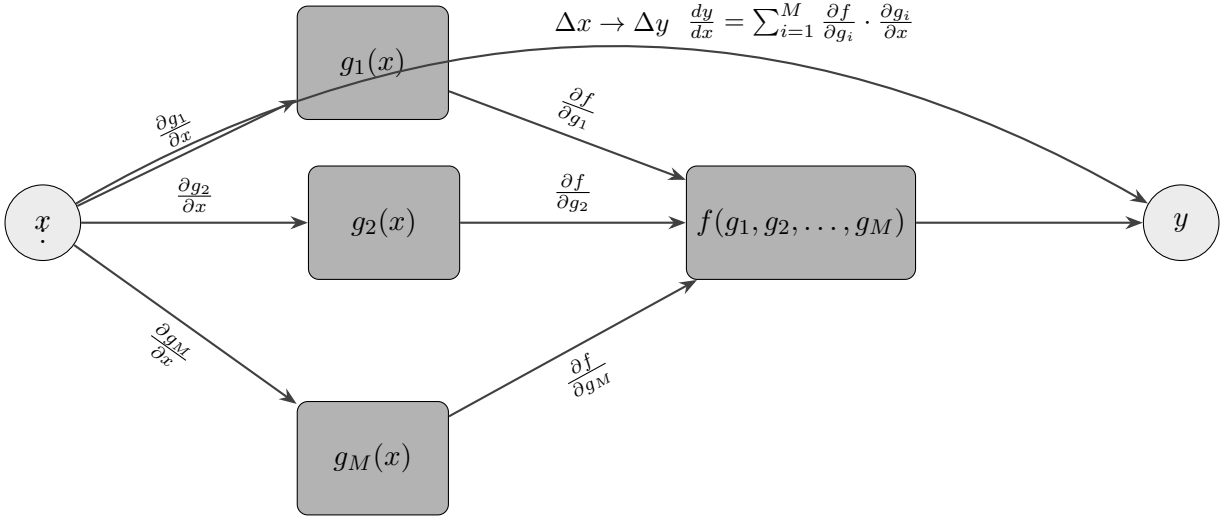 Δx → Δy   dy/dx = ∑_{i=1}^{M} ∂f/∂g_i · ∂g_i/∂x
g_1(x)
∂g_1/∂x
∂f/∂g_1
x
.
∂g_2/∂x
g_2(x)
∂f/∂g_2
f(g_1, g_2, . . . , g_M)
y
∂g_M/∂x
∂f/∂g_M
g_M(x)